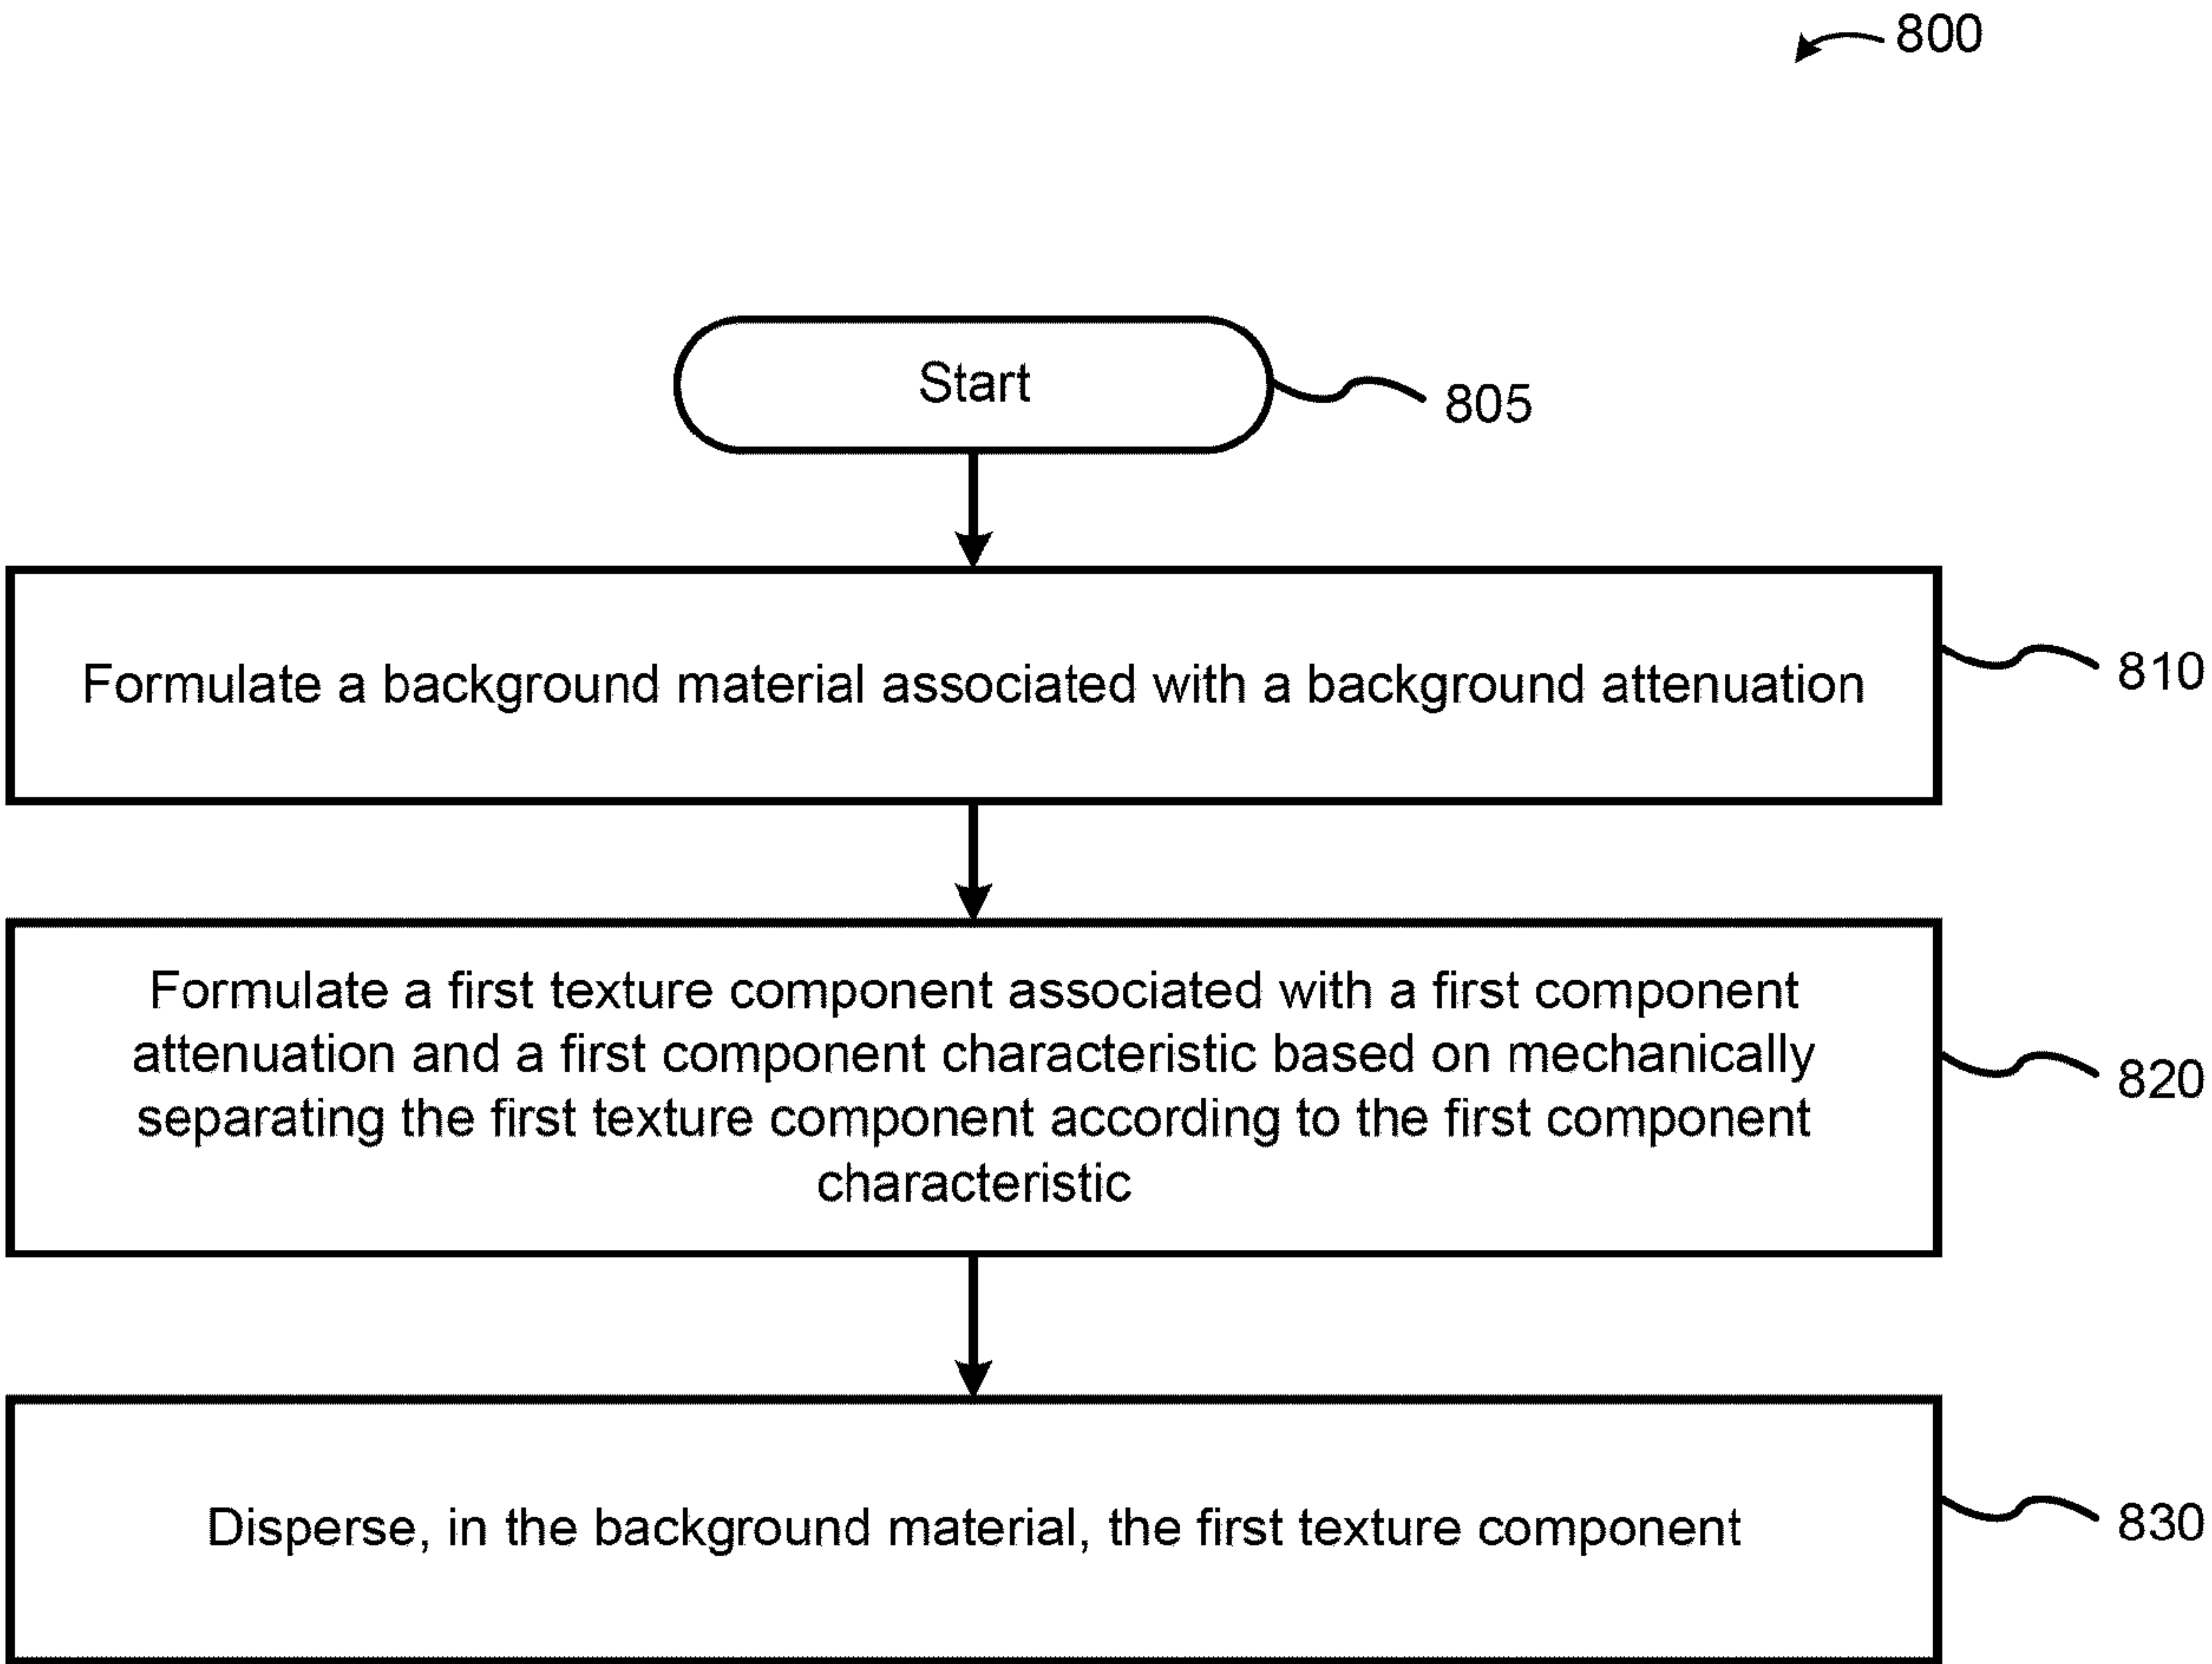 800
Start
805
Formulate a background material associated with a background attenuation
810
Formulate a first texture component associated with a first component
attenuation and a first component characteristic based on mechanically
separating the first texture component according to the first component
characteristic
820
Disperse, in the background material, the first texture component
830